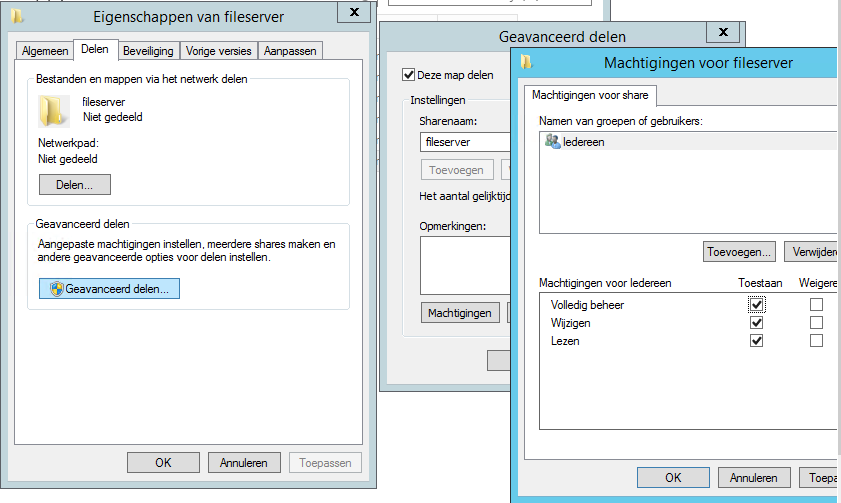 Eigenschappen van fileserver
x
Algemeen Delen Beveiliging Vorige versies Aanpassen
Bestanden en mappen via het netwerk delen
fileserver
Niet gedeeld
Netwerkpad:
Niet gedeeld
Delen...
Geavanceerd delen
Aangepaste machtigingen instellen, meerdere shares maken en
andere geavanceerde opties voor delen instellen.
Geavanceerd delen...
OK Annuleren Toepassen
Geavanceerd delen
x
Deze map delen
Instellingen
Sharenaam:
fileserver
Toevoegen
Het aantal gelijktijd
Opmerkingen:
Machtigingen
Machtigingen voor fileserver
Machtigingen voor share
Namen van groepen of gebruikers:
Iedereen
Toevoegen... Verwijdere
Machtigingen voor Iedereen Toestaan Weigere
Volledig beheer
Wijzigen
Lezen
OK Annuleren Toepa